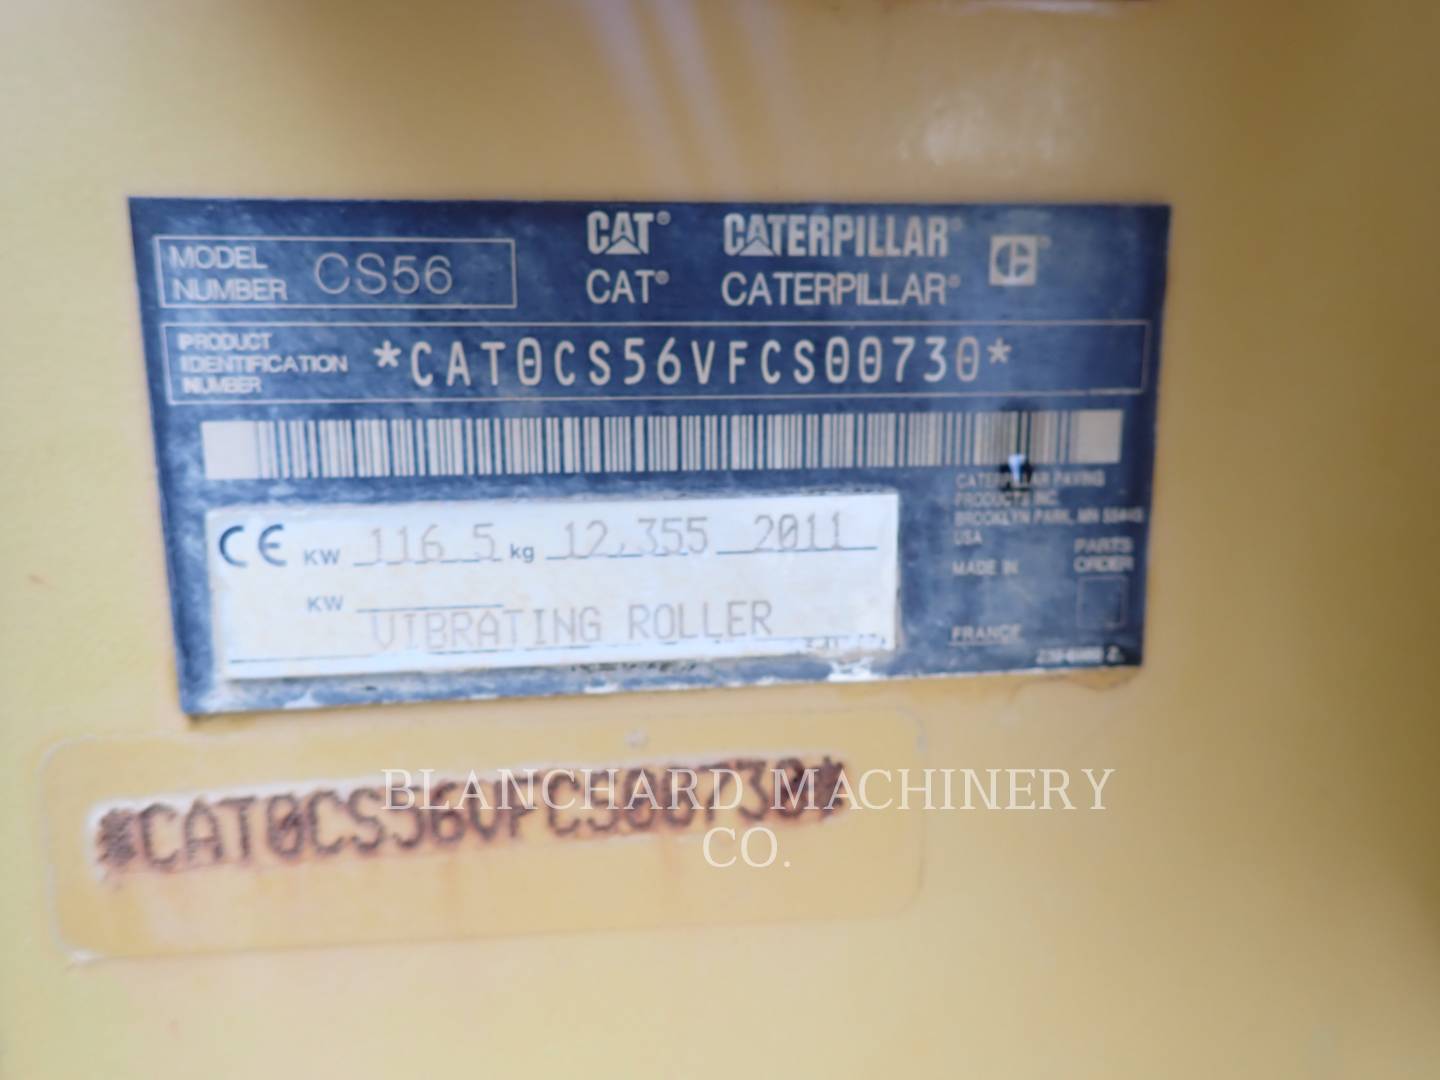 MODEL NUMBER CS56
CAT® CATERPILLAR®
CAT® CATERPILLAR®
PRODUCT IDENTIFICATION NUMBER *CAT0CS56VFCS00730*
CATERPILLAR PAVING
PRODUCTS INC.
BROOKLYN PARK, MN 55445
USA
MADE IN
FRANCE
PARTS
ORDER
CE KW 116.5 kg 12,355 2011
KW
VIBRATING ROLLER
*CAT0CS56VFCS00730*
BLANCHARD MACHINERY
CO.